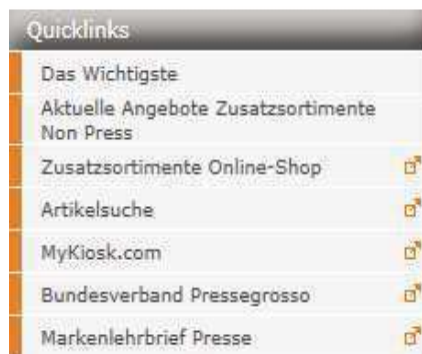 Quicklinks
Das Wichtigste
Aktuelle Angebote Zusatzsortimente
Non Press
Zusatzsortimente Online-Shop
Artikelsuche
MyKiosk.com
Bundesverband Pressegrosso
Markenlehrbrief Presse